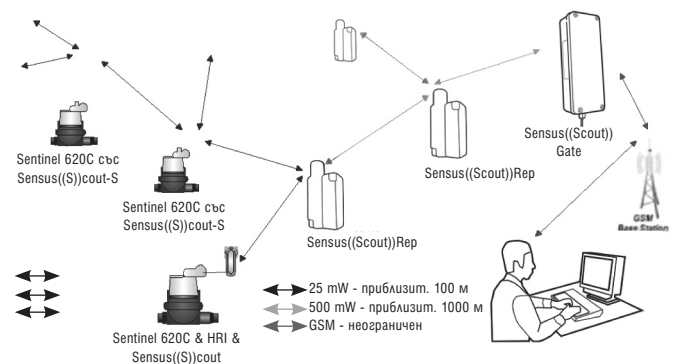 Sensus((Scout))
Gate
Sentinel 620C със
Sensus((S))cout-S
Sensus((Scout))Rep
Sentinel 620C със
Sensus((S))cout-S
GSM
Base Station
Sensus((Scout))Rep
25 mW - приблизит. 100 м
500 mW - приблизит. 1000 м
GSM - неограничен
Sentinel 620C & HRI &
Sensus((S))cout